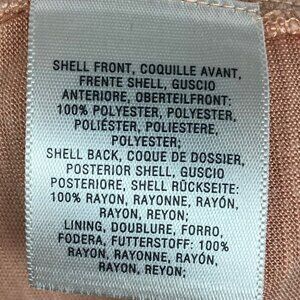 SHELL FRONT, COQUILLE AVANT,
FRENTE SHELL, GUSCIO
ANTERIORE, OBERTEILFRONT:
100% POLYESTER, POLYESTER,
POLIÉSTER, POLIESTERE,
POLYESTER;
SHELL BACK, COQUE DE DOSSIER,
POSTERIOR SHELL, GUSCIO
POSTERIORE, SHELL RÜCKSEITE:
100% RAYON, RAYONNE, RAYÓN,
RAYON, REYON;
LINING, DOUBLURE, FORRO,
FODERA, FUTTERSTOFF: 100%
RAYON, RAYONNE, RAYÓN,
RAYON, REYON;